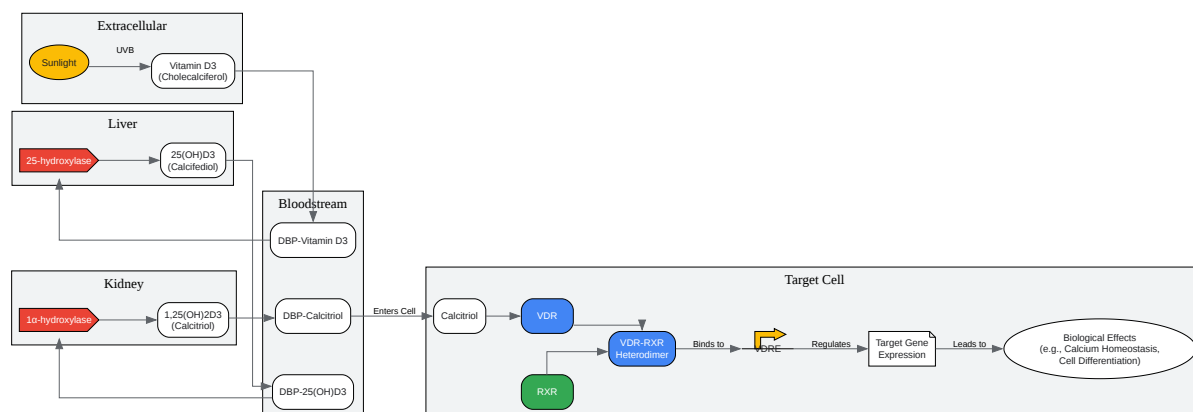 Extracellular
Sunlight
UVB
Vitamin D3
(Cholecalciferol)
Liver
25-hydroxylase
25(OH)D3
(Calcifediol)
Bloodstream
DBP-Vitamin D3
Kidney
1α-hydroxylase
1,25(OH)2D3
(Calcitriol)
DBP-Calcitriol
DBP-25(OH)D3
Enters Cell
Target Cell
Calcitriol
VDR
VDR-RXR
Heterodimer
RXR
Binds to
VDRE
Regulates
Target Gene
Expression
Leads to
Biological Effects
(e.g., Calcium Homeostasis,
Cell Differentiation)